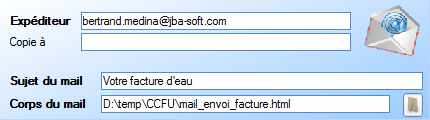 Expéditeur bertrand.medina@jba-soft.com
Copie à
Sujet du mail Votre facture d'eau
Corps du mail D:\temp\CCFU\mail_envoi_facture.html